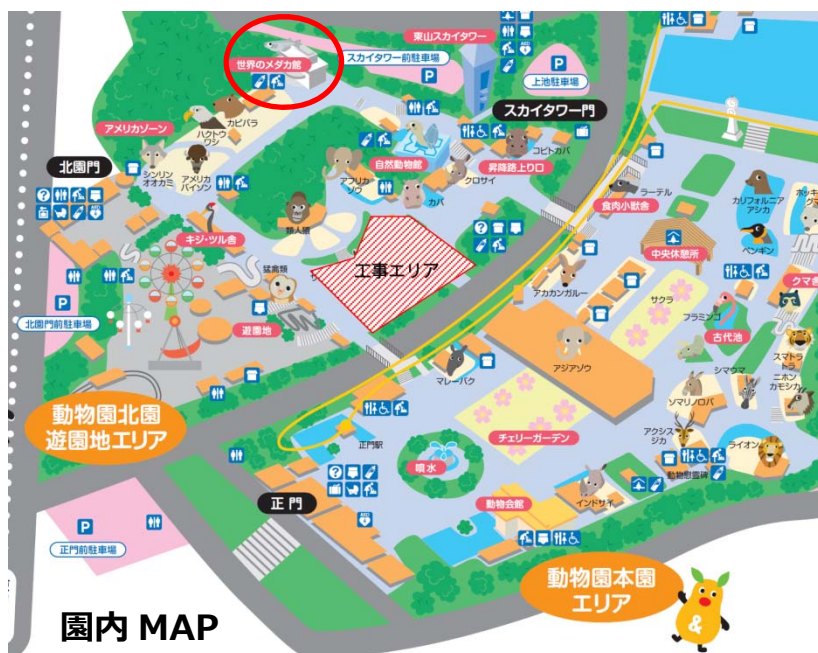 東山スカイタワー
世界のメダカ館
スカイタワー前駐車場
P
P
上池駐車場
スカイタワー門
カピバラ
ハクトウ
ワシ
アメリカゾーン
北園門
シンリン
オオカミ
アメリカ
バイソン
自然動物館
アフリカ
ゾウ
カバ
クロサイ
コビトカバ
昇降路上り口
ラーテル
食肉小獣舎
カリフォルニア
アシカ
ペンギン
中央休憩所
類人猿
キジ・ツル舎
猛禽類
工事エリア
アカカンガルー
サクラ
フラミンゴ
古代池
P
北園門前駐車場
遊園地
マレーバク
アジアゾウ
シマウマ
スマトラ
トラ
ニホン
カモシカ
ソマリノロバ
動物園北園
遊園地エリア
正門駅
チェリーガーデン
アクシス
ジカ
ライオン
動物慰霊碑
噴水
正門
動物会館
インドサイ
P
正門前駐車場
動物園本園
エリア
&
園内 MAP